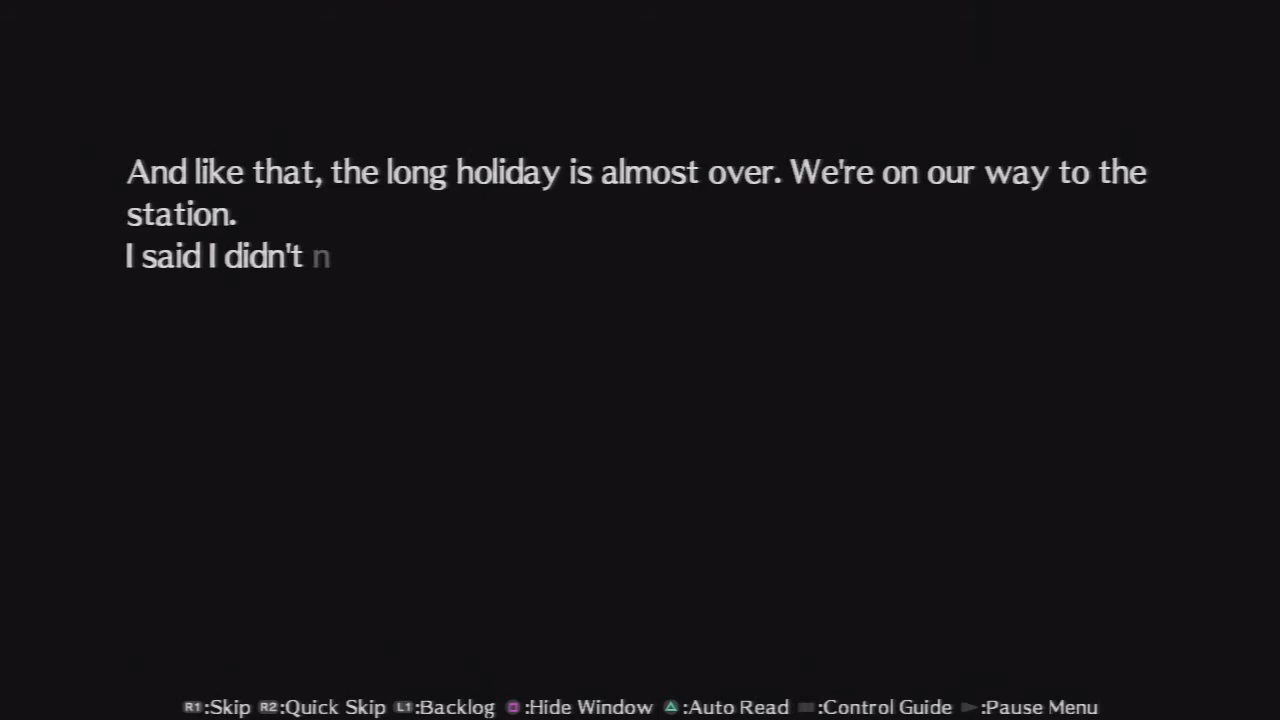 And like that, the long holiday is almost over. We're on our way to the
station.
I said I didn't n
R1:Skip R2:Quick Skip L1:Backlog :Hide Window :Auto Read :Control Guide :Pause Menu